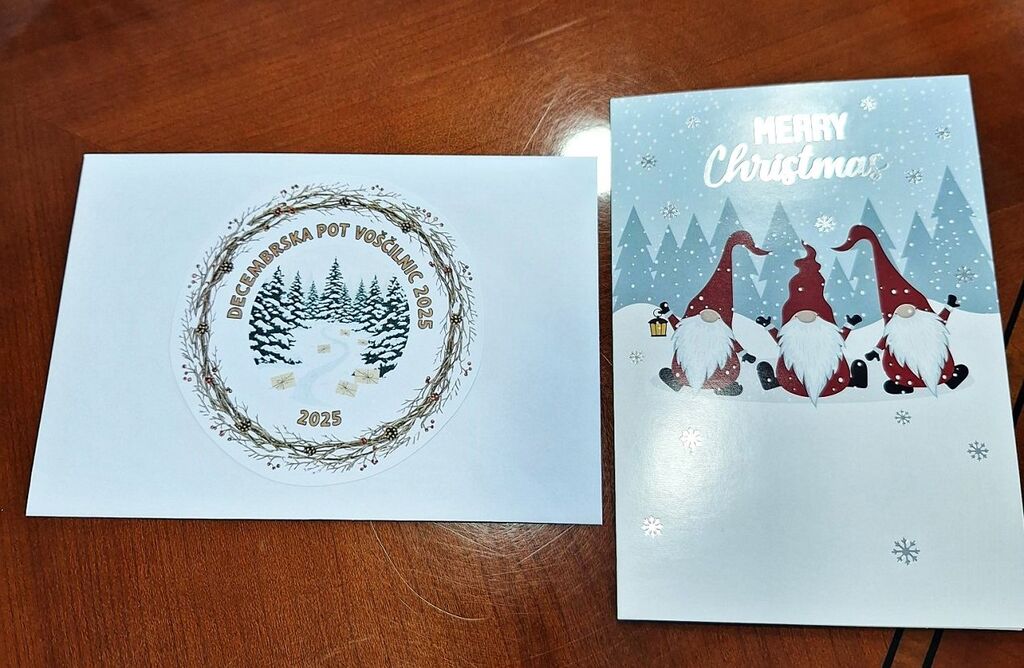 DECEMBRSKA POT VOŠČILNIC 2025
2025
MERRY
Christmas